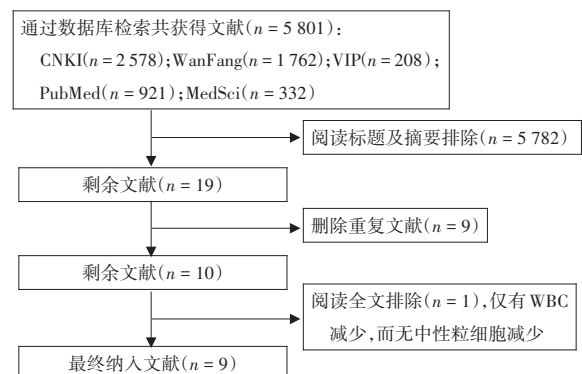 通过数据库检索共获得文献(n = 5 801):
CNKI(n = 2 578);WanFang(n = 1 762);VIP(n = 208);
PubMed(n = 921);MedSci(n = 332)
阅读标题及摘要排除(n = 5 782)
剩余文献(n = 19)
删除重复文献(n = 9)
剩余文献(n = 10)
阅读全文排除(n = 1),仅有 WBC
减少,而无中性粒细胞减少
最终纳入文献(n = 9)